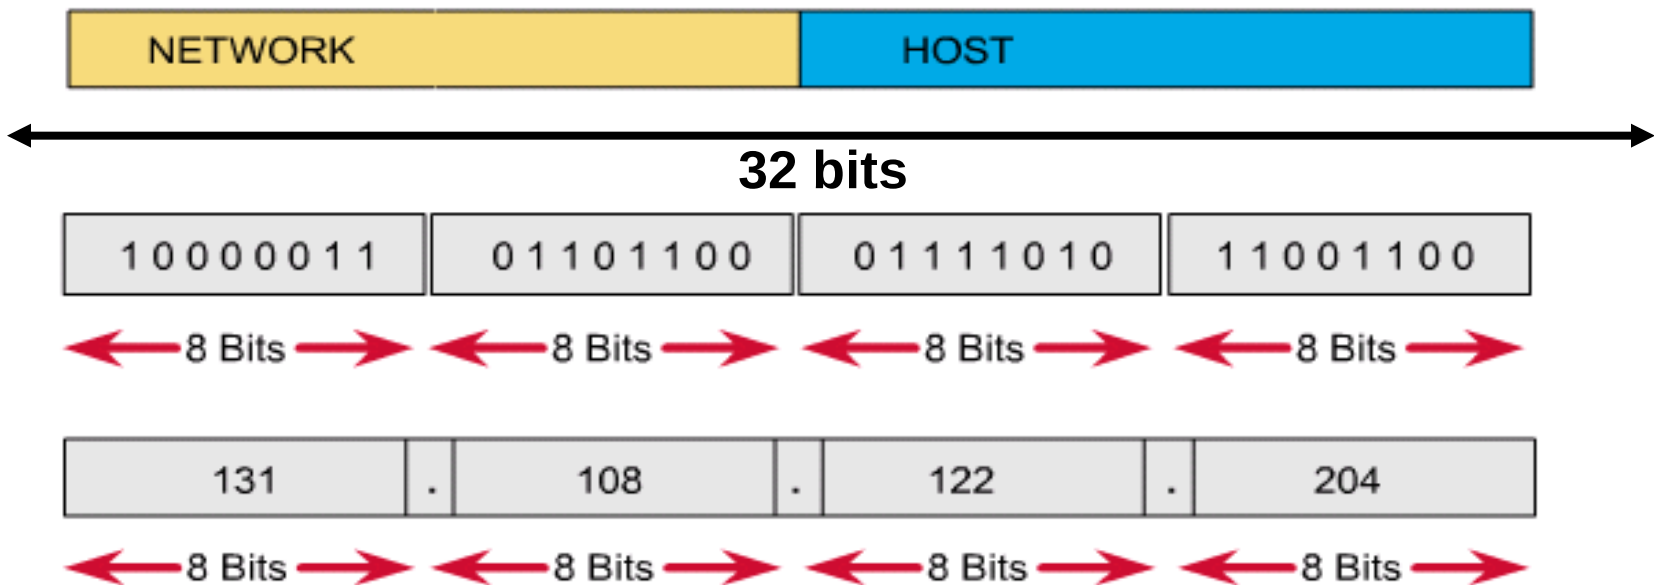 NETWORK HOST
32 bits
1 0 0 0 0 0 1 1 0 1 1 0 1 1 0 0 0 1 1 1 1 0 1 0 1 1 0 0 1 1 0 0
8 Bits 8 Bits 8 Bits 8 Bits
131 . 108 . 122 . 204
8 Bits 8 Bits 8 Bits 8 Bits